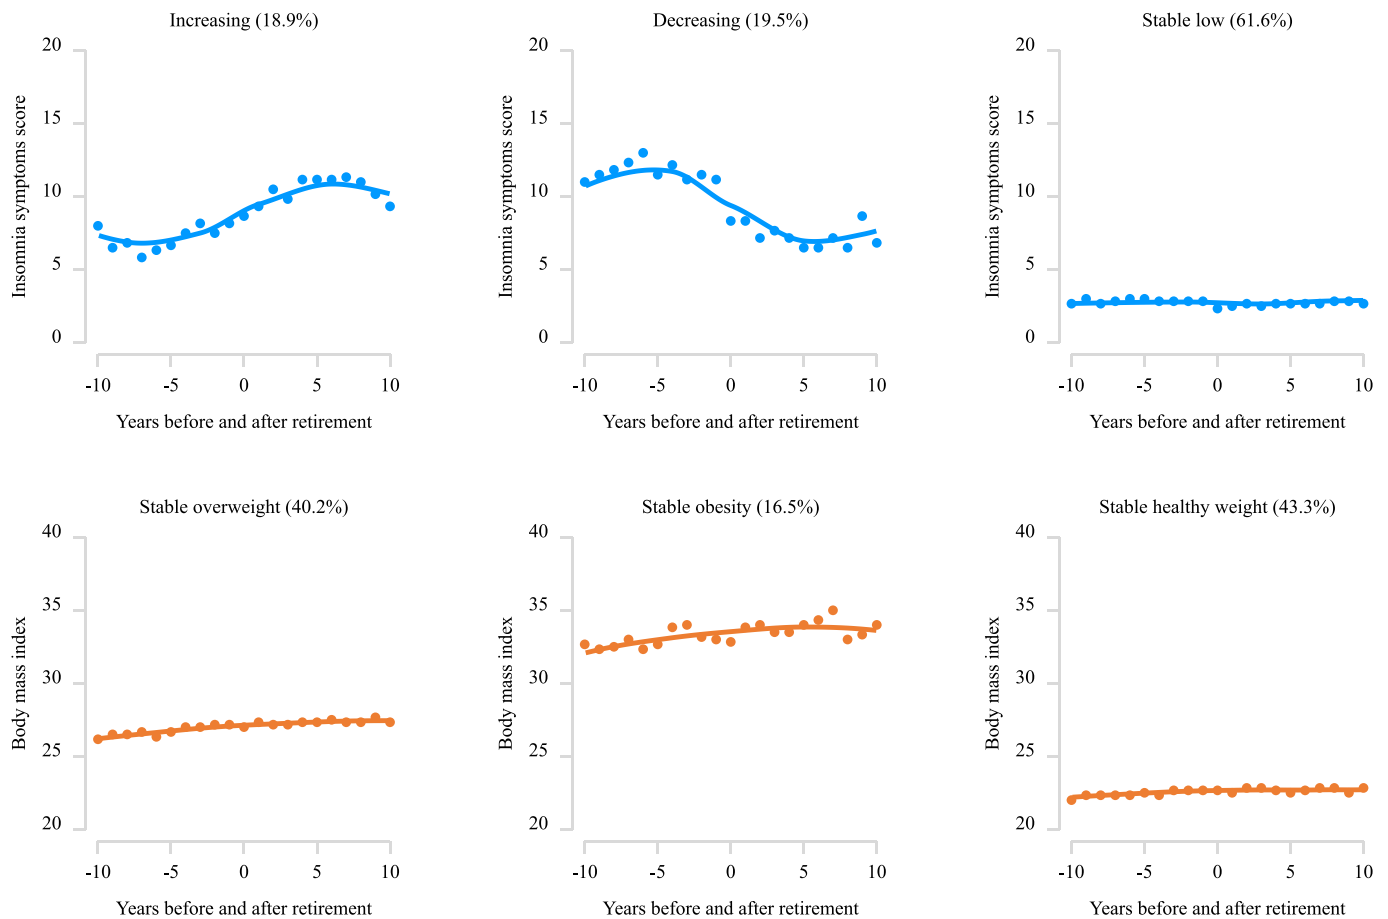 Increasing (18.9%)
20
15
10
5
0
Insomnia symptoms score
-10 -5 0 5 10
Years before and after retirement
Decreasing (19.5%)
20
15
10
5
0
Insomnia symptoms score
-10 -5 0 5 10
Years before and after retirement
Stable low (61.6%)
20
15
10
5
0
Insomnia symptoms score
-10 -5 0 5 10
Years before and after retirement
Stable overweight (40.2%)
40
35
30
25
20
Body mass index
-10 -5 0 5 10
Years before and after retirement
Stable obesity (16.5%)
40
35
30
25
20
Body mass index
-10 -5 0 5 10
Years before and after retirement
Stable healthy weight (43.3%)
40
35
30
25
20
Body mass index
-10 -5 0 5 10
Years before and after retirement